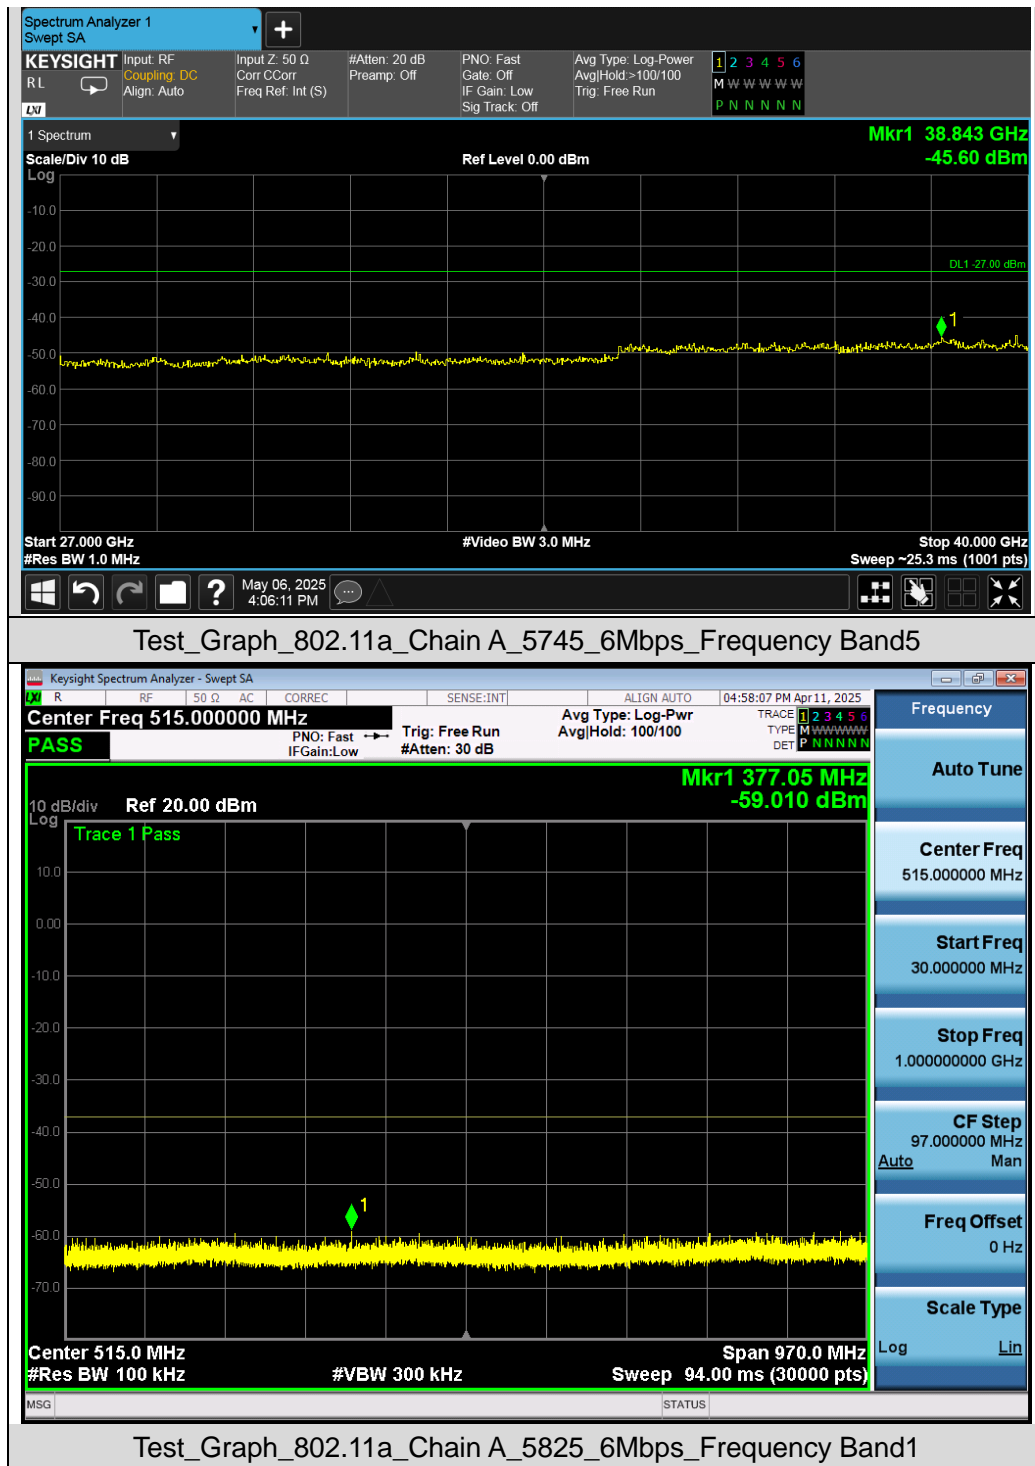 Spectrum Analyzer 1
Swept SA
KEYSIGHT
R L
LXI
Input: RF
Coupling: DC
Align: Auto
Input Z: 50 Ω
Corr CCorr
Freq Ref: Int (S)
#Atten: 20 dB
Preamp: Off
PNO: Fast
Gate: Off
IF Gain: Low
Sig Track: Off
Avg Type: Log-Power
Avg|Hold:>100/100
Trig: Free Run
1 2 3 4 5 6
M W W W W W
P N N N N N
1 Spectrum
Mkr1 38.843 GHz
-45.60 dBm
Scale/Div 10 dB
Ref Level 0.00 dBm
Log
-10.0
-20.0
DL1 -27.00 dBm
-30.0
-40.0
1
-50.0
-60.0
-70.0
-80.0
-90.0
Start 27.000 GHz
#Video BW 3.0 MHz
Stop 40.000 GHz
#Res BW 1.0 MHz
Sweep ~25.3 ms (1001 pts)
?
May 06, 2025
4:06:11 PM
Test_Graph_802.11a_Chain A_5745_6Mbps_Frequency Band5
Keysight Spectrum Analyzer - Swept SA
LXI R RF 50 Ω AC CORREC SENSE:INT ALIGN AUTO 04:58:07 PM Apr 11, 2025
Center Freq 515.000000 MHz
PASS
PNO: Fast
IFGain:Low
Trig: Free Run
#Atten: 30 dB
Avg Type: Log-Pwr
Avg|Hold: 100/100
TRACE 1 2 3 4 5 6
TYPE M W W W W W
DET P N N N N N
Mkr1 377.05 MHz
-59.010 dBm
10 dB/div Ref 20.00 dBm
Log
Trace 1 Pass
10.0
0.00
-10.0
-20.0
-30.0
-40.0
-50.0
1
-60.0
-70.0
Center 515.0 MHz
Span 970.0 MHz
#Res BW 100 kHz
#VBW 300 kHz
Sweep 94.00 ms (30000 pts)
MSG
STATUS
Frequency
Auto Tune
Center Freq
515.000000 MHz
Start Freq
30.000000 MHz
Stop Freq
1.000000000 GHz
CF Step
97.000000 MHz
Auto Man
Freq Offset
0 Hz
Scale Type
Log Lin
Test_Graph_802.11a_Chain A_5825_6Mbps_Frequency Band1